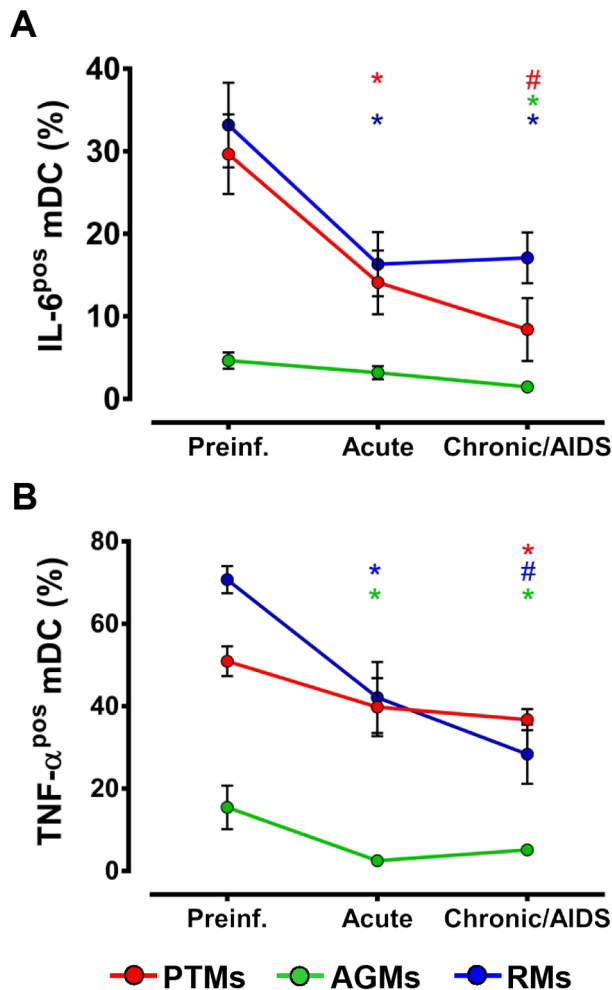 A
IL-6pos mDC (%)
40
30
20
10
0
* #
*
* *
Preinf. Acute Chronic/AIDS
B
TNF-αpos mDC (%)
80
60
40
20
0
*
* #
* *
Preinf. Acute Chronic/AIDS
PTMs AGMs RMs